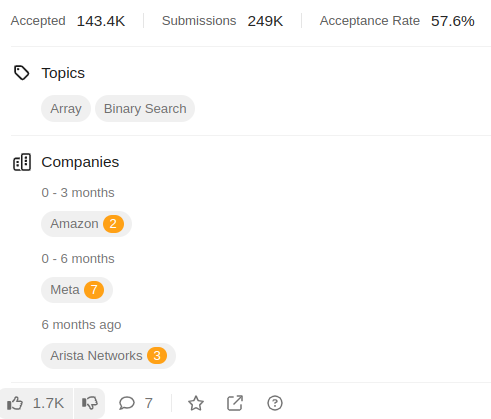 Accepted 143.4K Submissions 249K Acceptance Rate 57.6%
Topics
Array Binary Search
Companies
0 - 3 months
Amazon 2
0 - 6 months
Meta 7
6 months ago
Arista Networks 3
1.7K 7